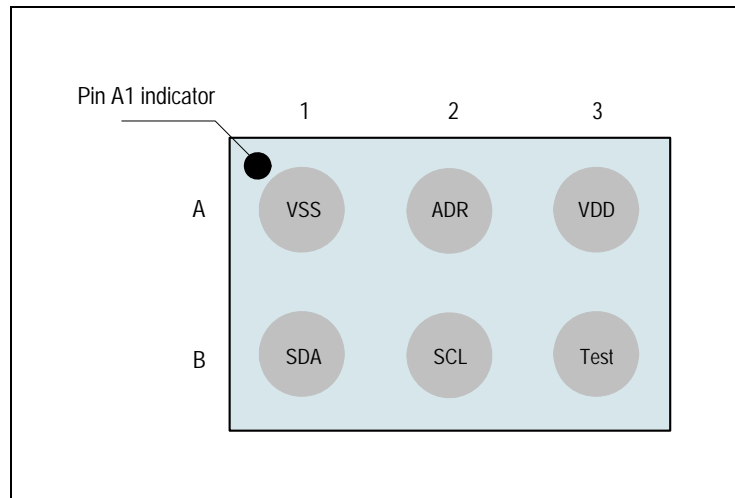 Pin A1 indicator
1 2 3
A VSS ADR VDD
B SDA SCL Test